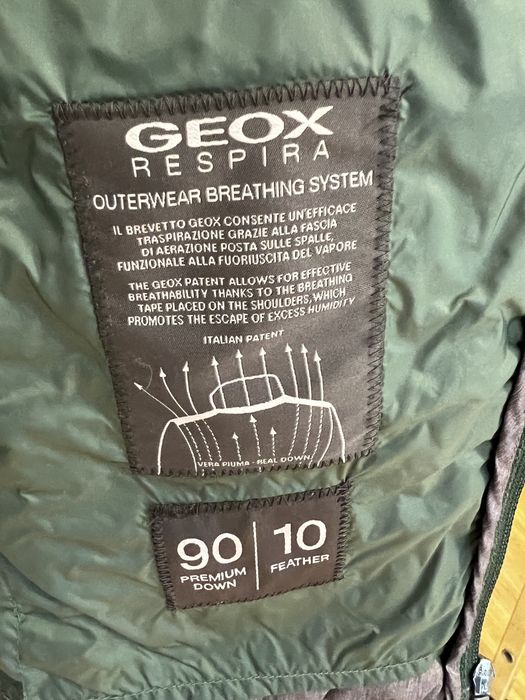 GEOX
RESPIRA
OUTERWEAR BREATHING SYSTEM
IL BREVETTO GEOX CONSENTE UN'EFFICACE
TRASPIRAZIONE GRAZIE ALLA FASCIA
DI AERAZIONE POSTA SULLE SPALLE,
FUNZIONALE ALLA FUORIUSCITA DEL VAPORE
THE GEOX PATENT ALLOWS FOR EFFECTIVE
BREATHABILITY THANKS TO THE BREATHING
TAPE PLACED ON THE SHOULDERS, WHICH
PROMOTES THE ESCAPE OF EXCESS HUMIDITY
ITALIAN PATENT
VERA PIUMA - REAL DOWN
90
PREMIUM
DOWN
10
FEATHER